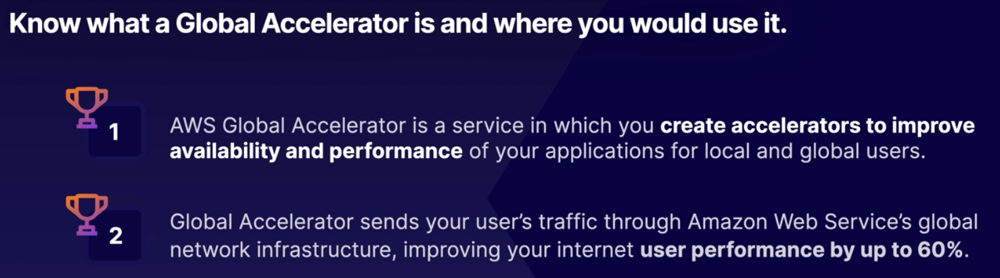 Know what a Global Accelerator is and where you would use it.
1
AWS Global Accelerator is a service in which you create accelerators to improve
availability and performance of your applications for local and global users.
2
Global Accelerator sends your user’s traffic through Amazon Web Service’s global
network infrastructure, improving your internet user performance by up to 60%.